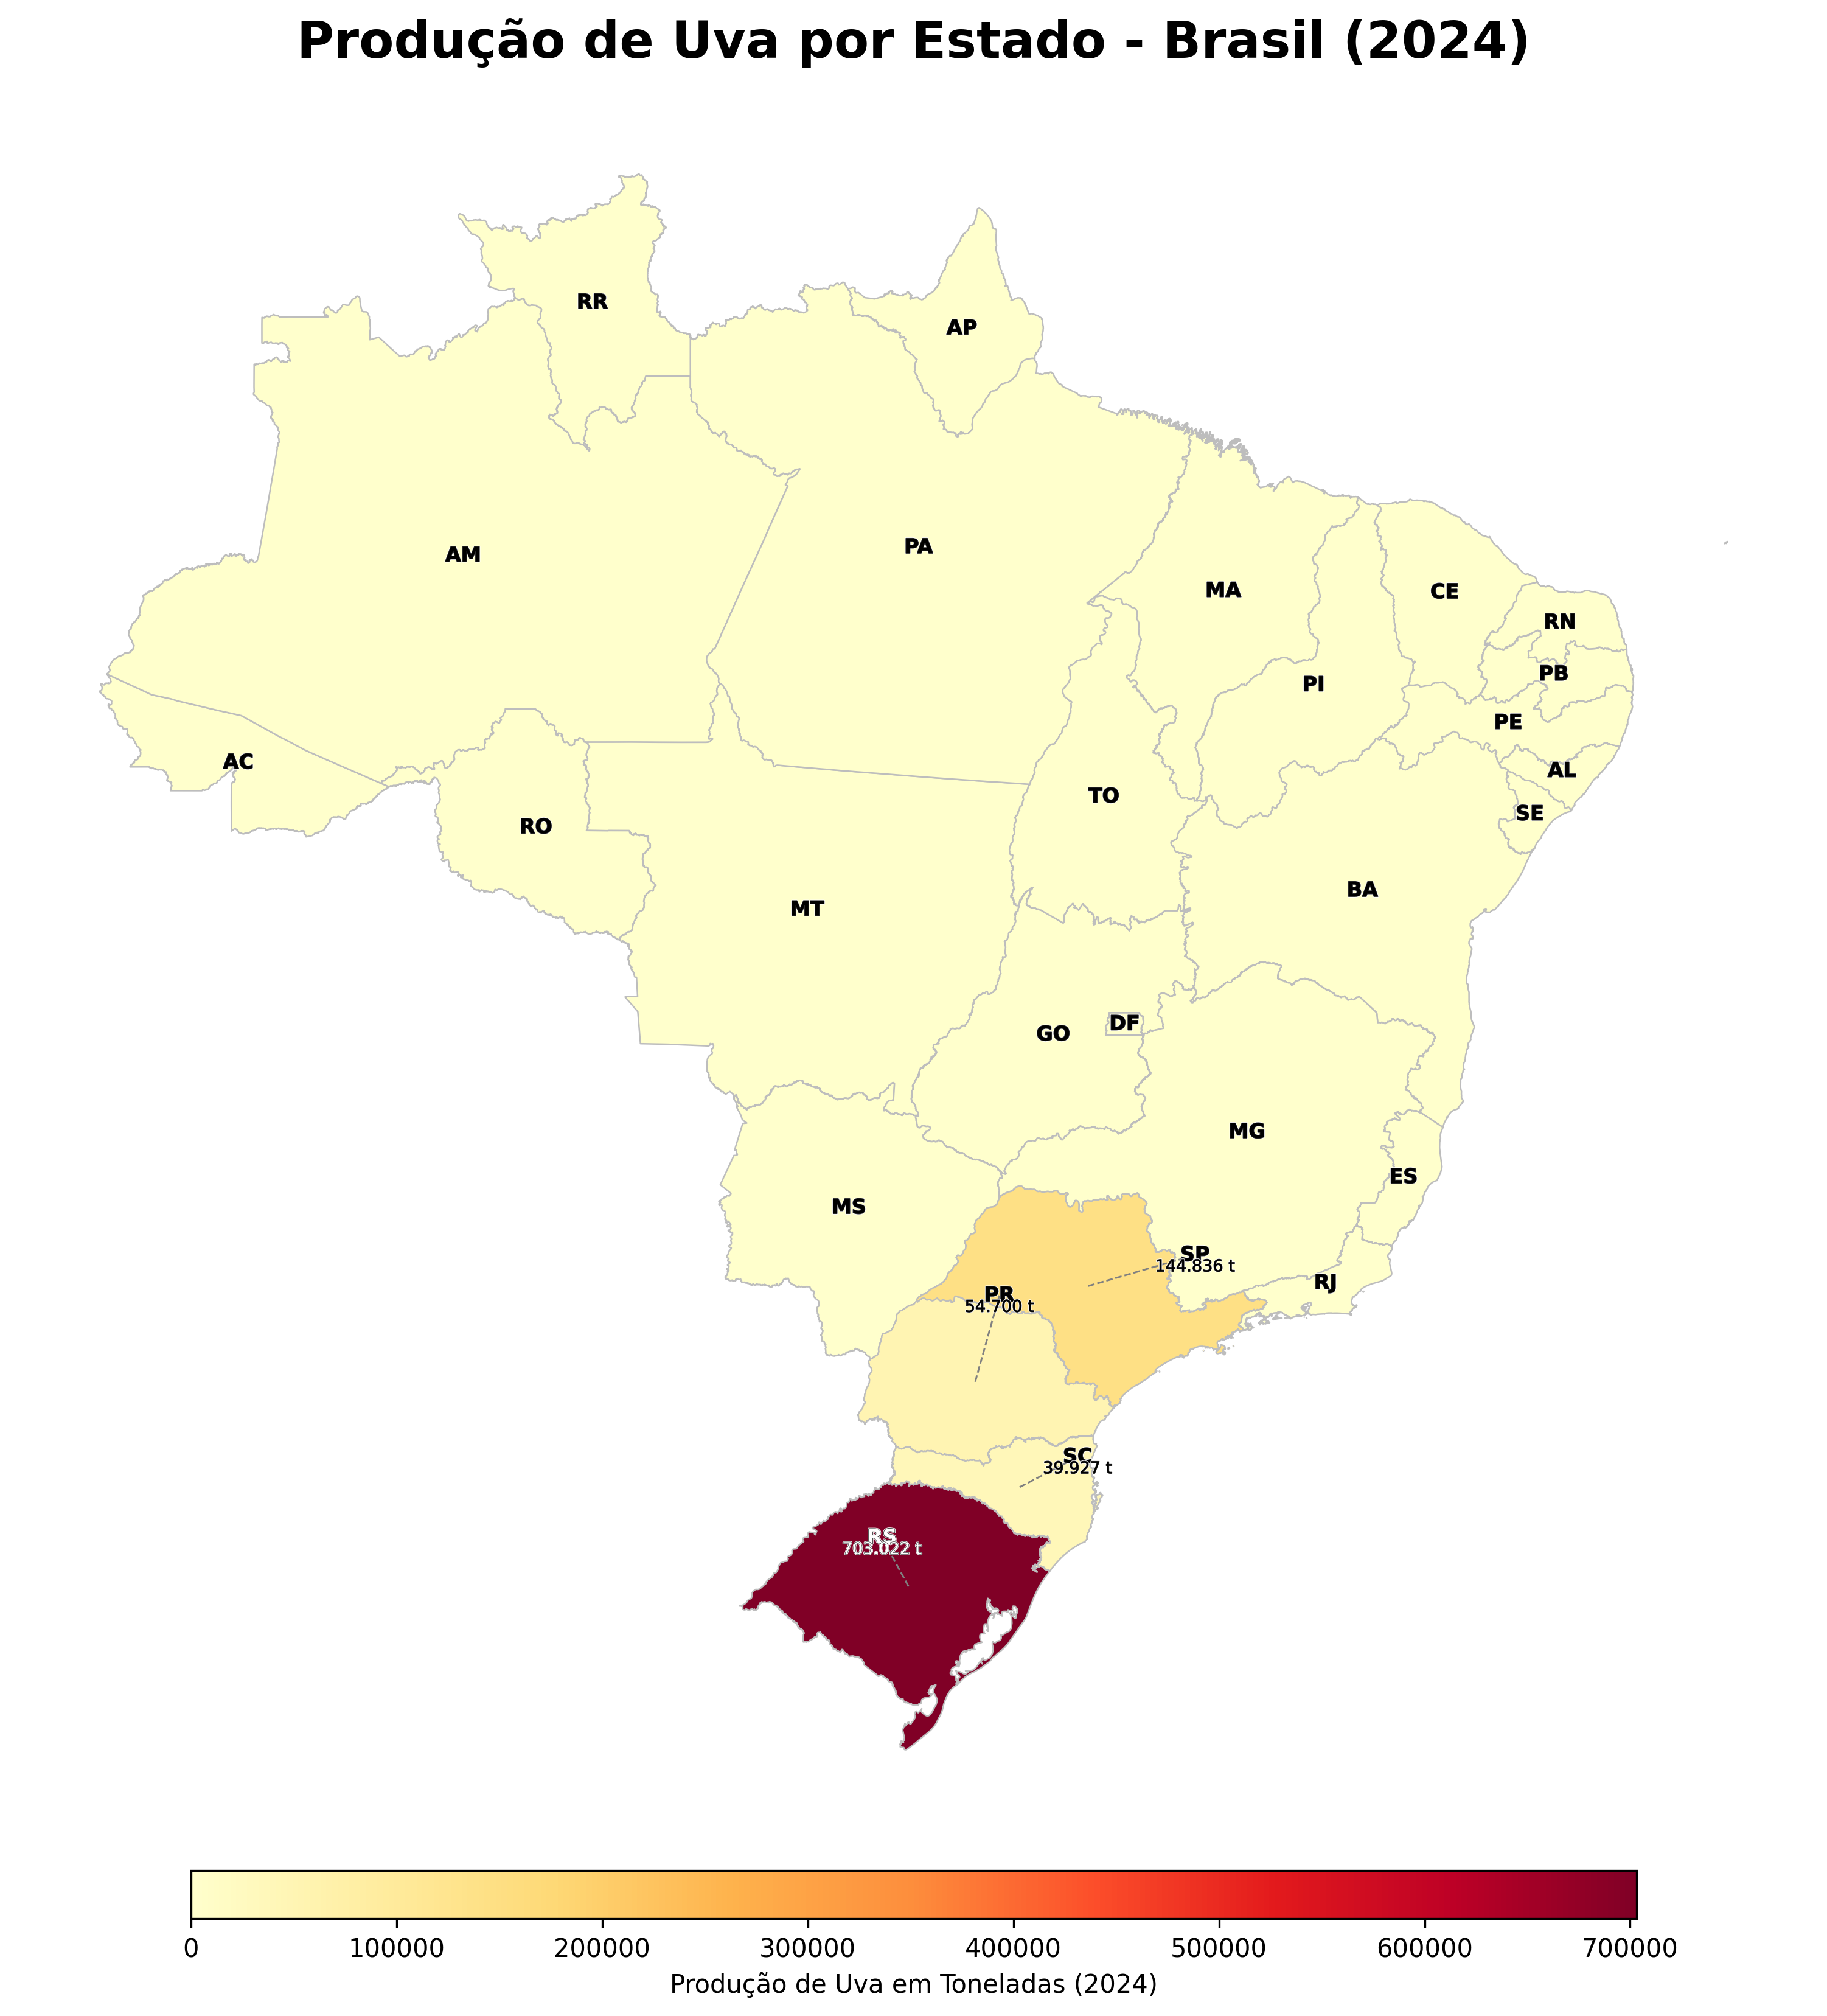 Produção de Uva por Estado - Brasil (2024)
RR
AP
AM
PA
MA
CE
RN
PI
PB
PE
AC
AL
TO
SE
RO
BA
MT
DF
GO
MG
ES
MS
SP
144.836 t
RJ
PR
54.700 t
SC
39.927 t
RS
703.022 t
0 100000 200000 300000 400000 500000 600000 700000
Produção de Uva em Toneladas (2024)